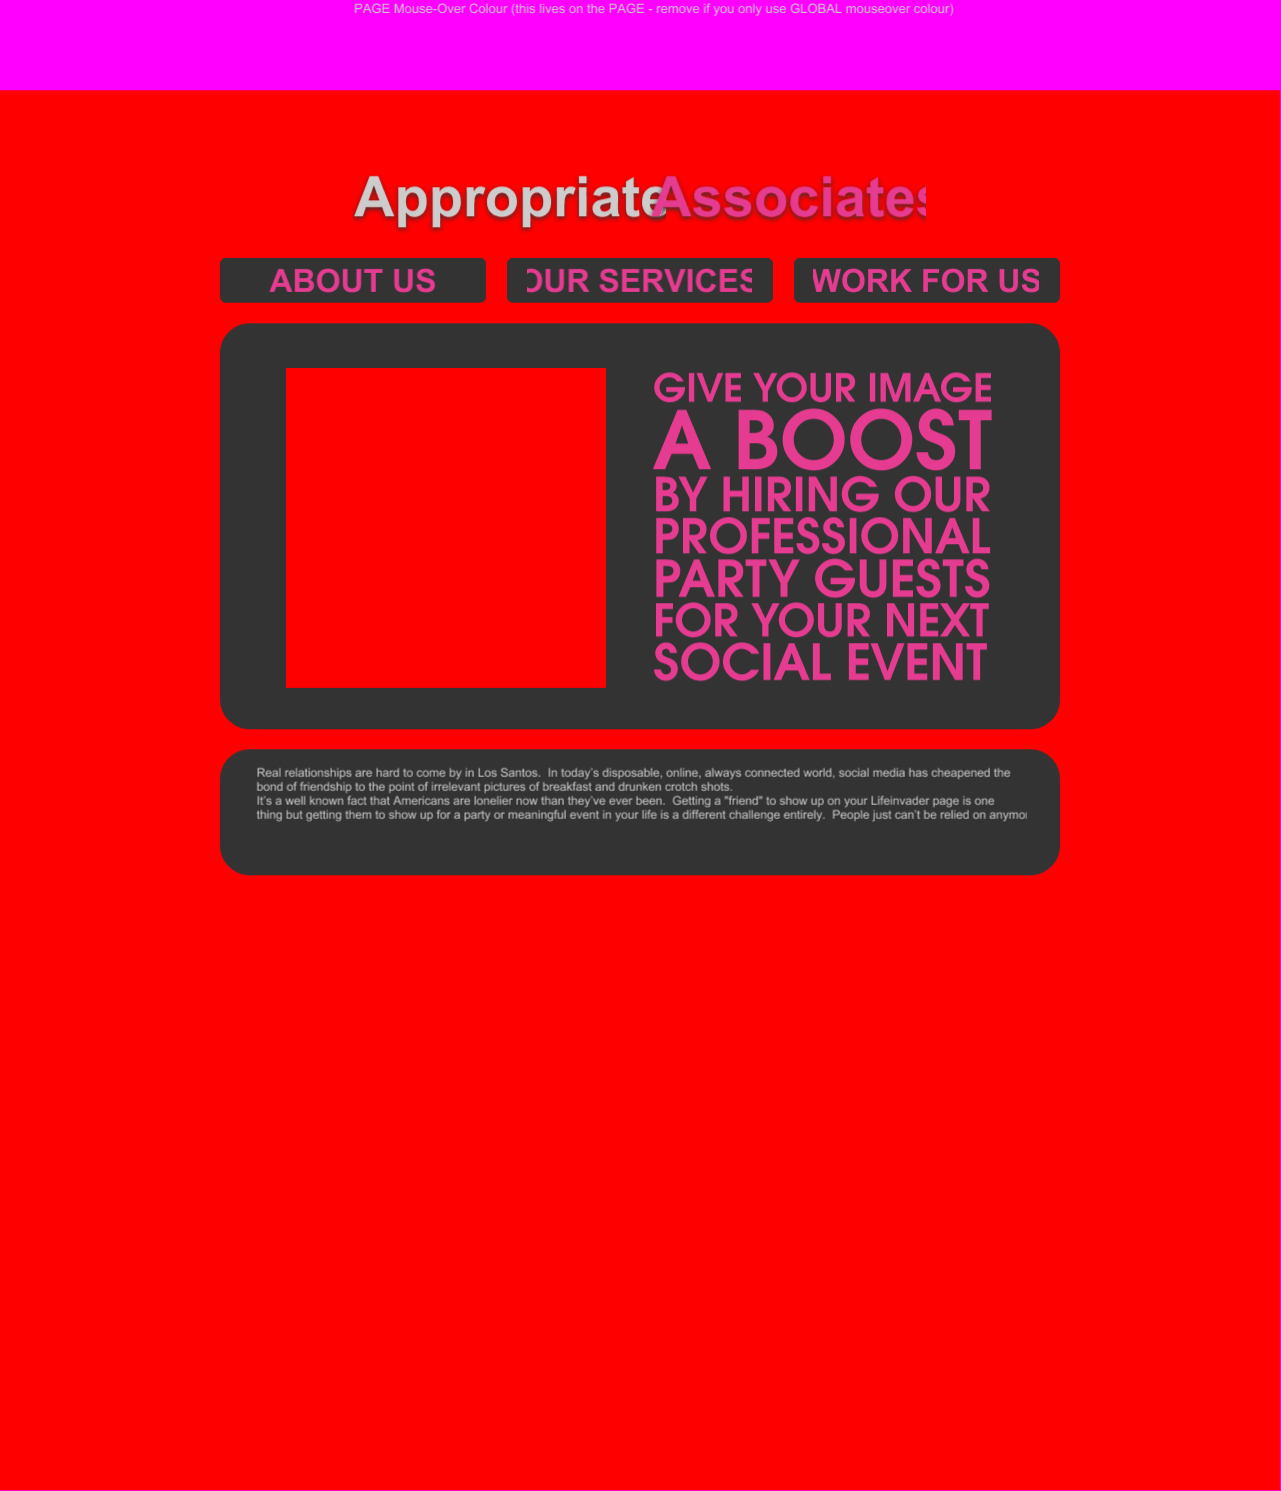 PAGE Mouse-Over Colour (this lives on the PAGE - remove if you only use GLOBAL mouseover colour)
Appropriate Associates
ABOUT US OUR SERVICES WORK FOR US
GIVE YOUR IMAGE
A BOOST
BY HIRING OUR
PROFESSIONAL
PARTY GUESTS
FOR YOUR NEXT
SOCIAL EVENT
Real relationships are hard to come by in Los Santos.  In today's disposable, online, always connected world, social media has cheapened the
bond of friendship to the point of irrelevant pictures of breakfast and drunken crotch shots.
It's a well known fact that Americans are lonelier now than they've ever been.  Getting a "friend" to show up on your Lifeinvader page is one
thing but getting them to show up for a party or meaningful event in your life is a different challenge entirely.  People just can't be relied on